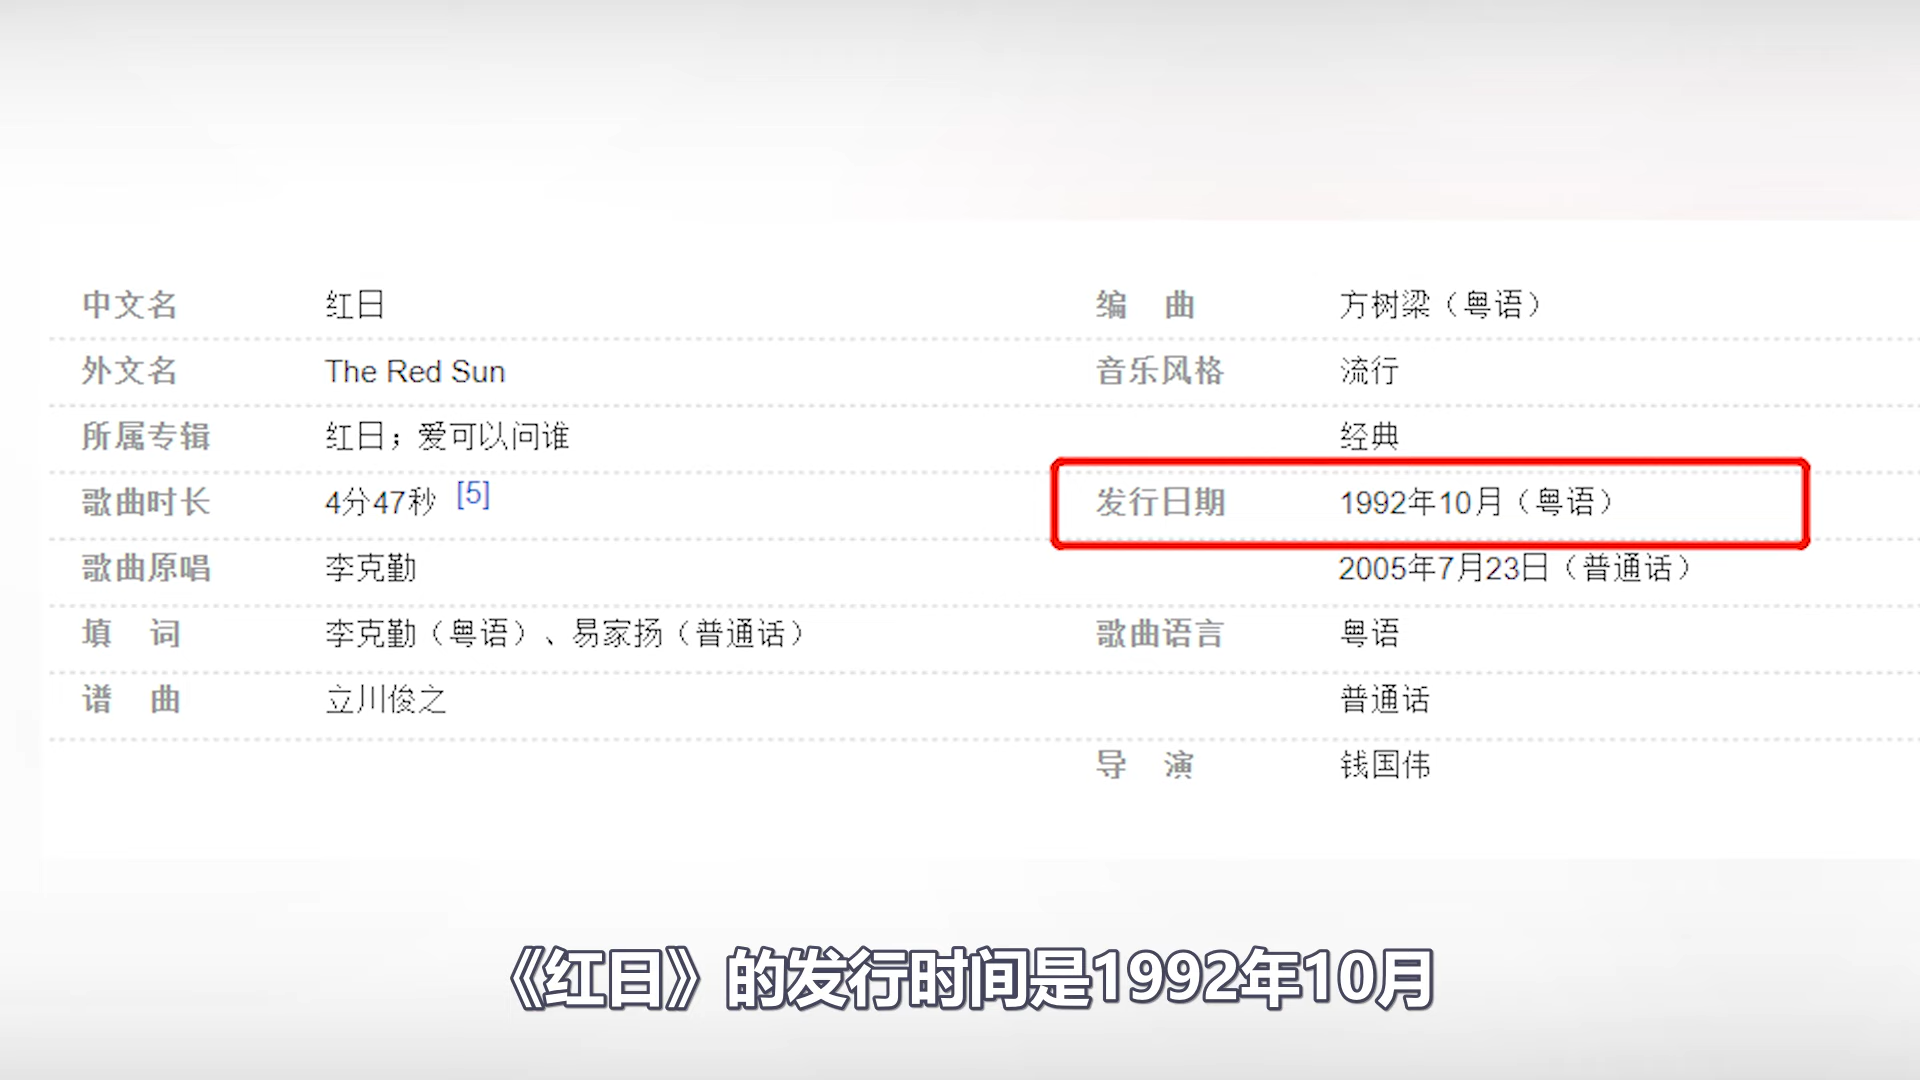 中文名 红日
外文名 The Red Sun
所属专辑 红日；爱可以问谁
歌曲时长 4分47秒 [5]
歌曲原唱 李克勤
填 词 李克勤（粤语）、易家扬（普通话）
谱 曲 立川俊之
编 曲 方树梁（粤语）
音乐风格 流行
经典
发行日期 1992年10月（粤语）
2005年7月23日（普通话）
歌曲语言 粤语
普通话
导 演 钱国伟
《红日》的发行时间是1992年10月